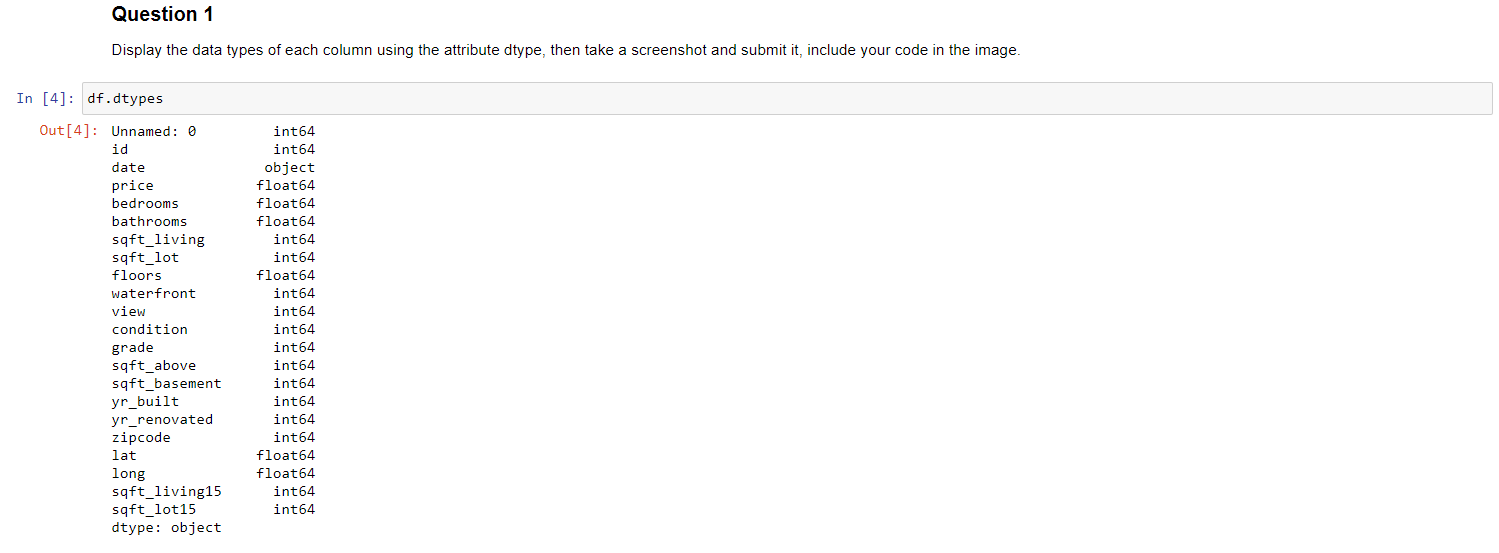 Question 1
Display the data types of each column using the attribute dtype, then take a screenshot and submit it, include your code in the image.
In [4]: df.dtypes
Out[4]: Unnamed: 0 int64
id int64
date object
price float64
bedrooms float64
bathrooms float64
sqft_living int64
sqft_lot int64
floors float64
waterfront int64
view int64
condition int64
grade int64
sqft_above int64
sqft_basement int64
yr_built int64
yr_renovated int64
zipcode int64
lat float64
long float64
sqft_living15 int64
sqft_lot15 int64
dtype: object